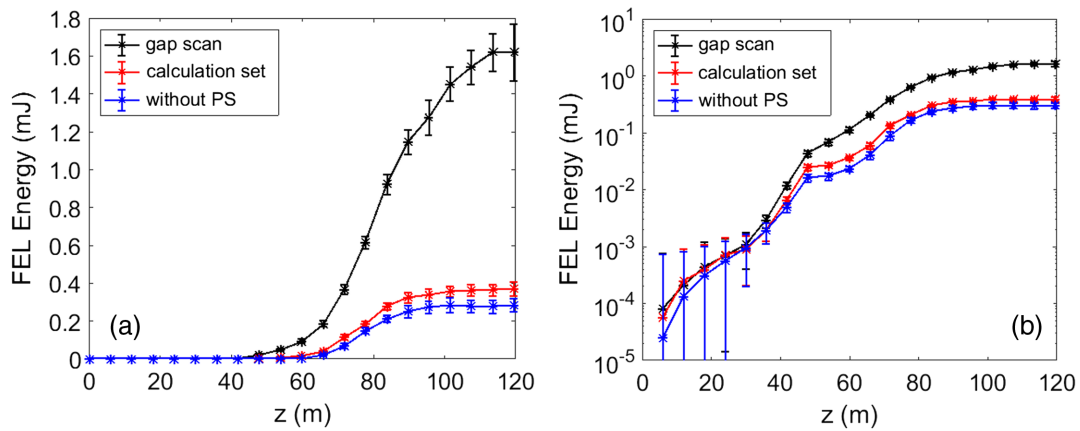 FEL Energy (mJ)
1.8
1.6
1.4
1.2
1.0
0.8
0.6
0.4
0.2
0
gap scan
calculation set
without PS
(a)
0 20 40 60 80 100 120
z (m)
FEL Energy (mJ)
10^0
10^-1
10^-2
10^-3
10^-4
10^-5
gap scan
calculation set
without PS
(b)
0 20 40 60 80 100 120
z (m)